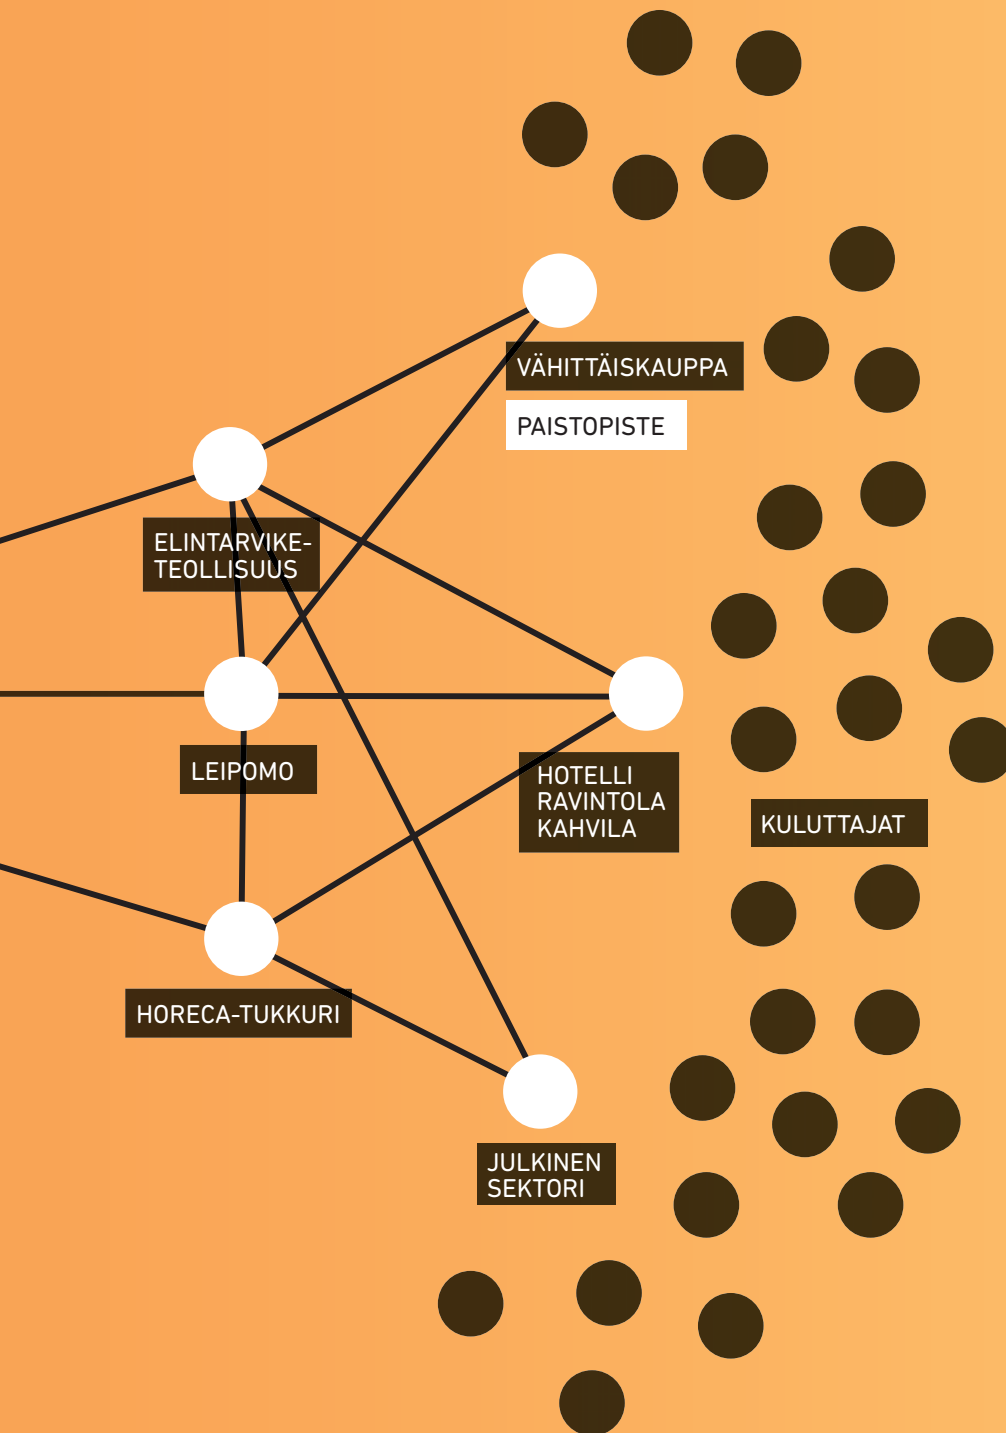 VÄHITTÄISKAUPPA
PAISTOPISTE
ELINTARVIKE-
TEOLLISUUS
LEIPOMO
HOTELLI
RAVINTOLA
KAHVILA
KULUTTAJAT
HORECA-TUKKURI
JULKINEN
SEKTORI